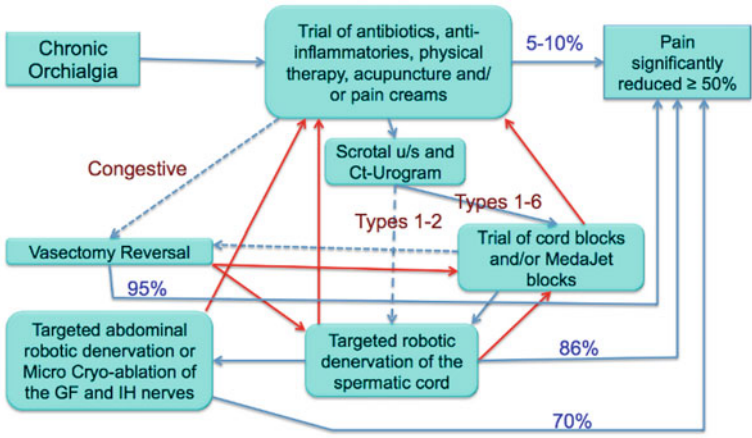 Chronic
Orchialgia
Trial of antibiotics, anti-
inflammatories, physical
therapy, acupuncture and/
or pain creams
5-10%
Pain
significantly
reduced ≥ 50%
Congestive
Scrotal u/s and
Ct-Urogram
Types 1-6
Types 1-2
Vasectomy Reversal
Trial of cord blocks
and/or MedaJet
blocks
95%
Targeted abdominal
robotic denervation or
Micro Cryo-ablation of
the GF and IH nerves
Targeted robotic
denervation of the
spermatic cord
86%
70%